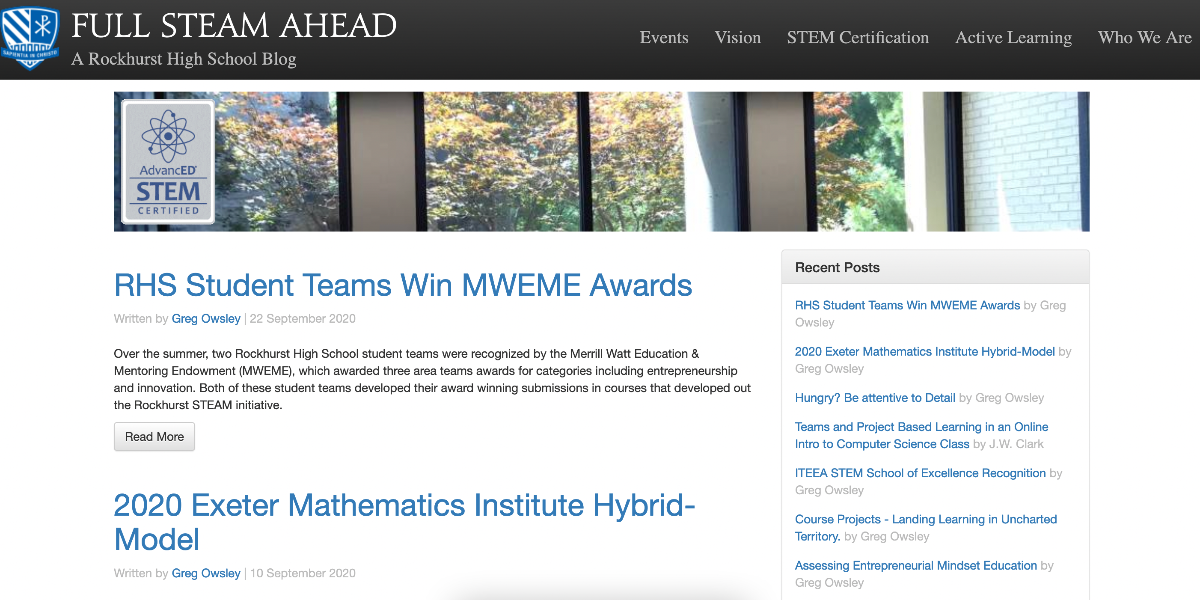 FULL STEAM AHEAD
A Rockhurst High School Blog
SAPIENTIA IN CHRISTO
Events
Vision
STEM Certification
Active Learning
Who We Are
AdvancED
STEM
CERTIFIED
RHS Student Teams Win MWEME Awards
Written by Greg Owsley | 22 September 2020
Over the summer, two Rockhurst High School student teams were recognized by the Merrill Watt Education &
Mentoring Endowment (MWEME), which awarded three area teams awards for categories including entrepreneurship
and innovation. Both of these student teams developed their award winning submissions in courses that developed out
the Rockhurst STEAM initiative.
Read More
2020 Exeter Mathematics Institute Hybrid-
Model
Written by Greg Owsley | 10 September 2020
Recent Posts
RHS Student Teams Win MWEME Awards by Greg
Owsley
2020 Exeter Mathematics Institute Hybrid-Model by
Greg Owsley
Hungry? Be attentive to Detail by Greg Owsley
Teams and Project Based Learning in an Online
Intro to Computer Science Class by J.W. Clark
ITEEA STEM School of Excellence Recognition by
Greg Owsley
Course Projects - Landing Learning in Uncharted
Territory. by Greg Owsley
Assessing Entrepreneurial Mindset Education by
Greg Owsley